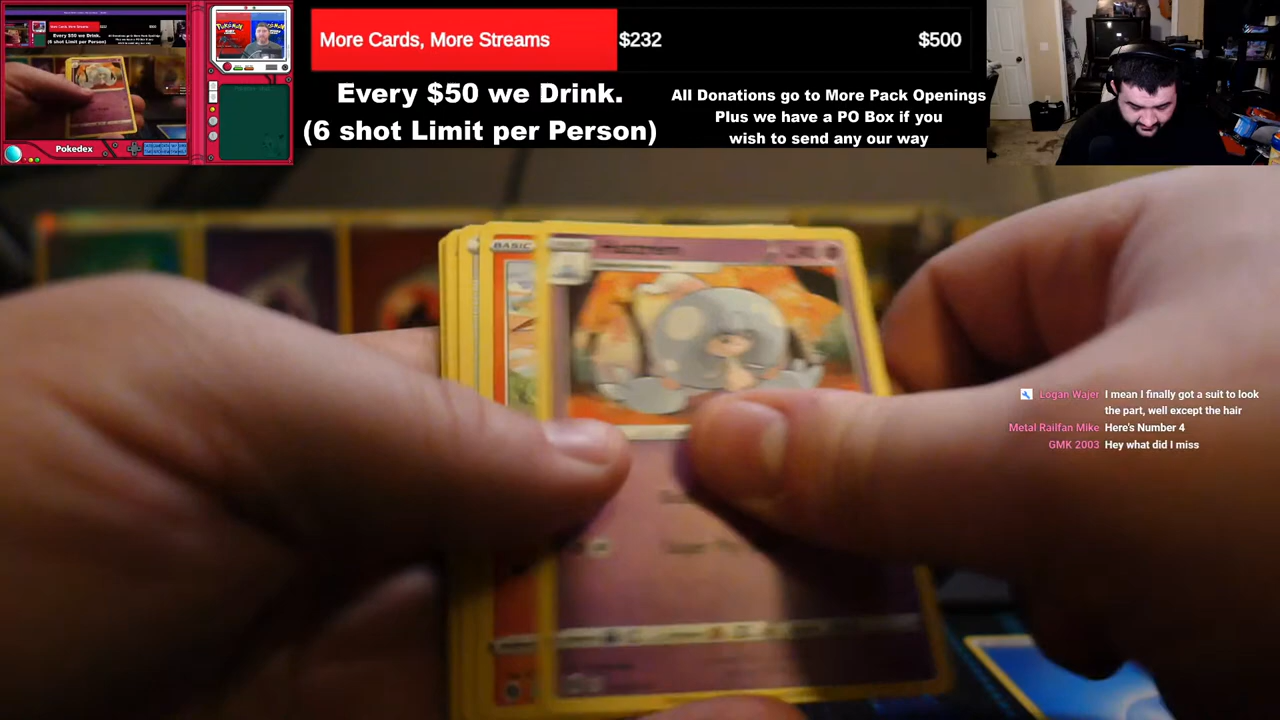 More Cards, More Streams
$232
$500
Every $50 we Drink.
(6 shot Limit per Person)
All Donations go to More Pack Openings
Plus we have a PO Box if you
wish to send any our way
Pokedex
BASIC
Logan Wajer I mean I finally got a suit to look
the part, well except the hair
Metal Railfan Mike Here's Number 4
GMK 2003 Hey what did I miss